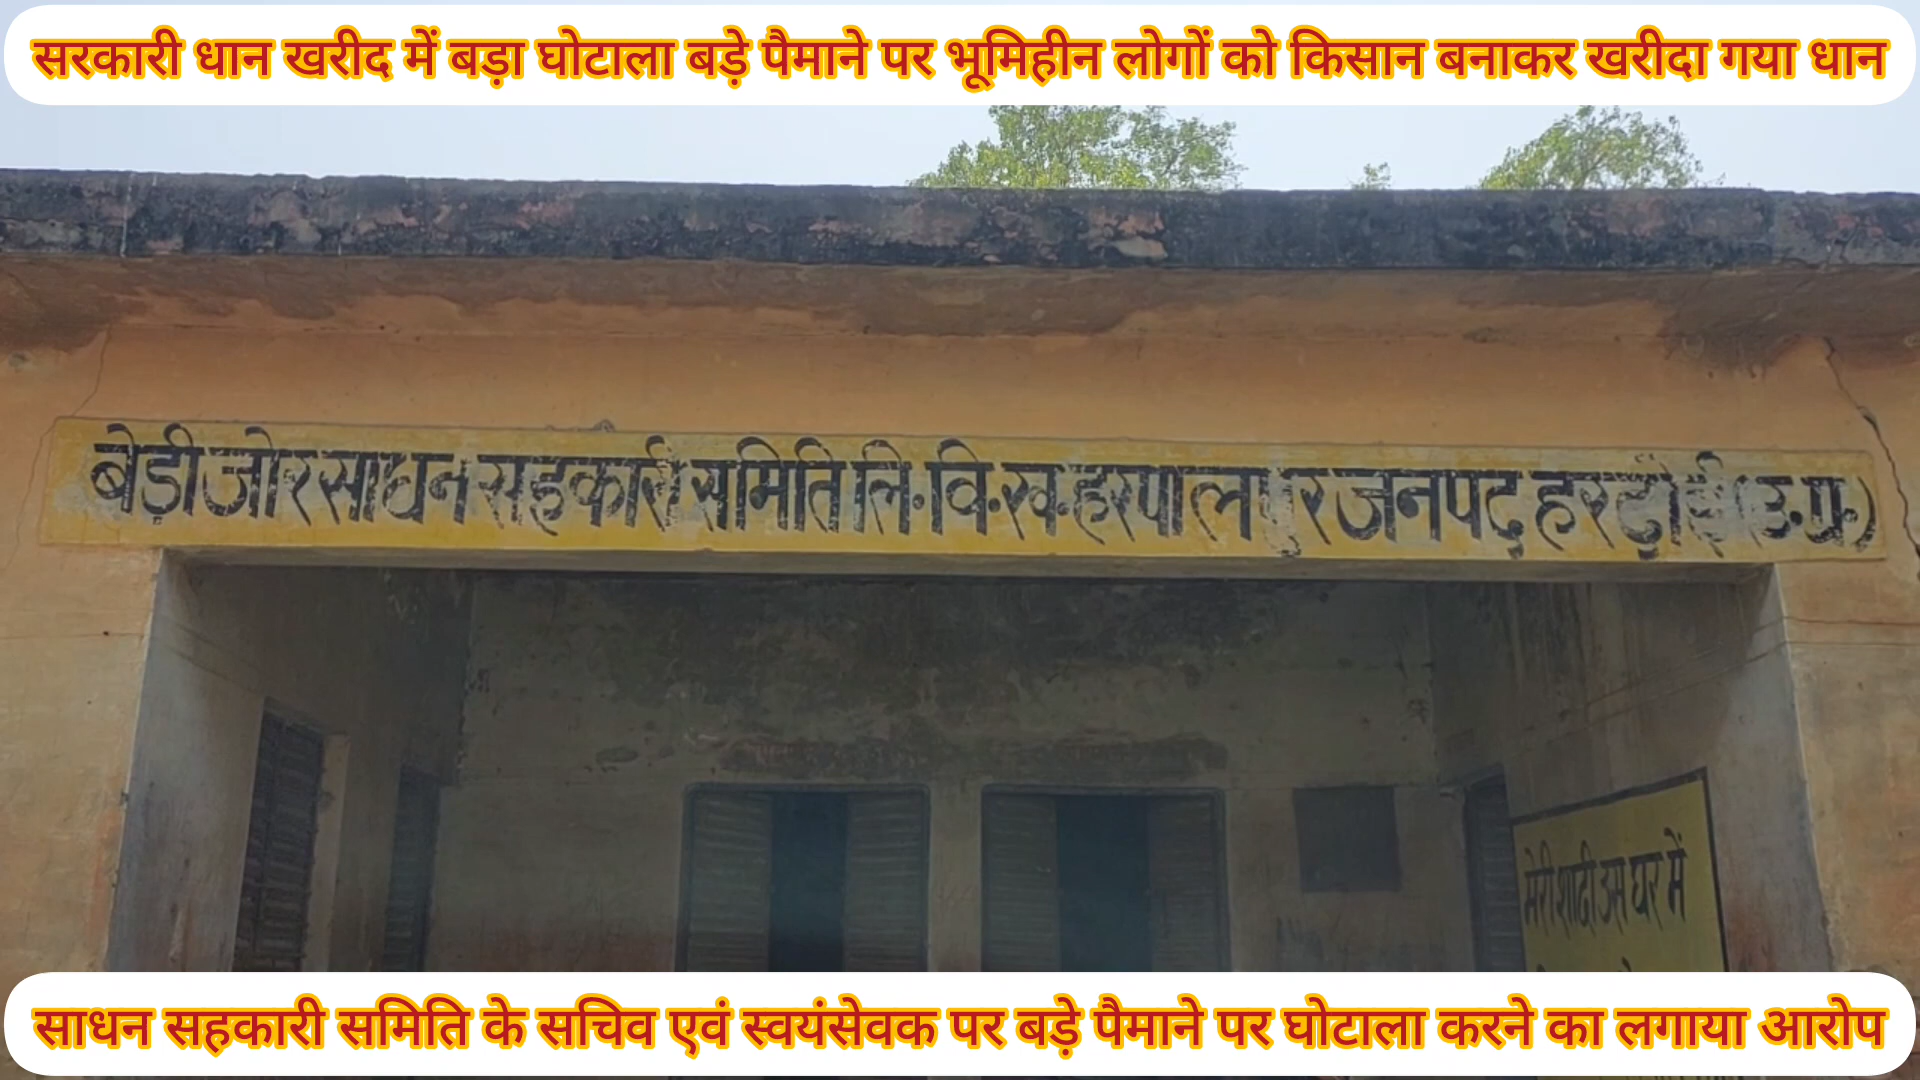 सरकारी धान खरीद में बड़ा घोटाला बड़े पैमाने पर भूमिहीन लोगों को किसान बनाकर खरीदा गया धान
बेड़ीजोर साधन सहकारी समिति लि. वि.ख. हरपालपुर जनपद हरदोई (उ.प्र.)
मेरी शादी उस घर में
साधन सहकारी समिति के सचिव एवं स्वयंसेवक पर बड़े पैमाने पर घोटाला करने का लगाया आरोप